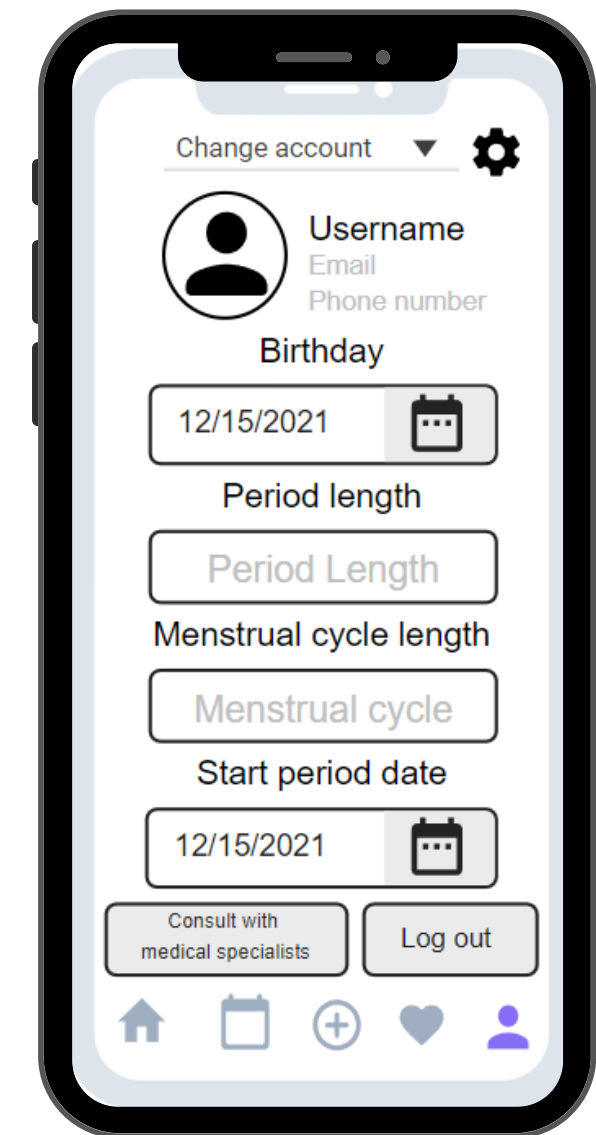 Change account
Username
Email
Phone number
Birthday
12/15/2021
Period length
Period Length
Menstrual cycle length
Menstrual cycle
Start period date
12/15/2021
Consult with
medical specialists
Log out